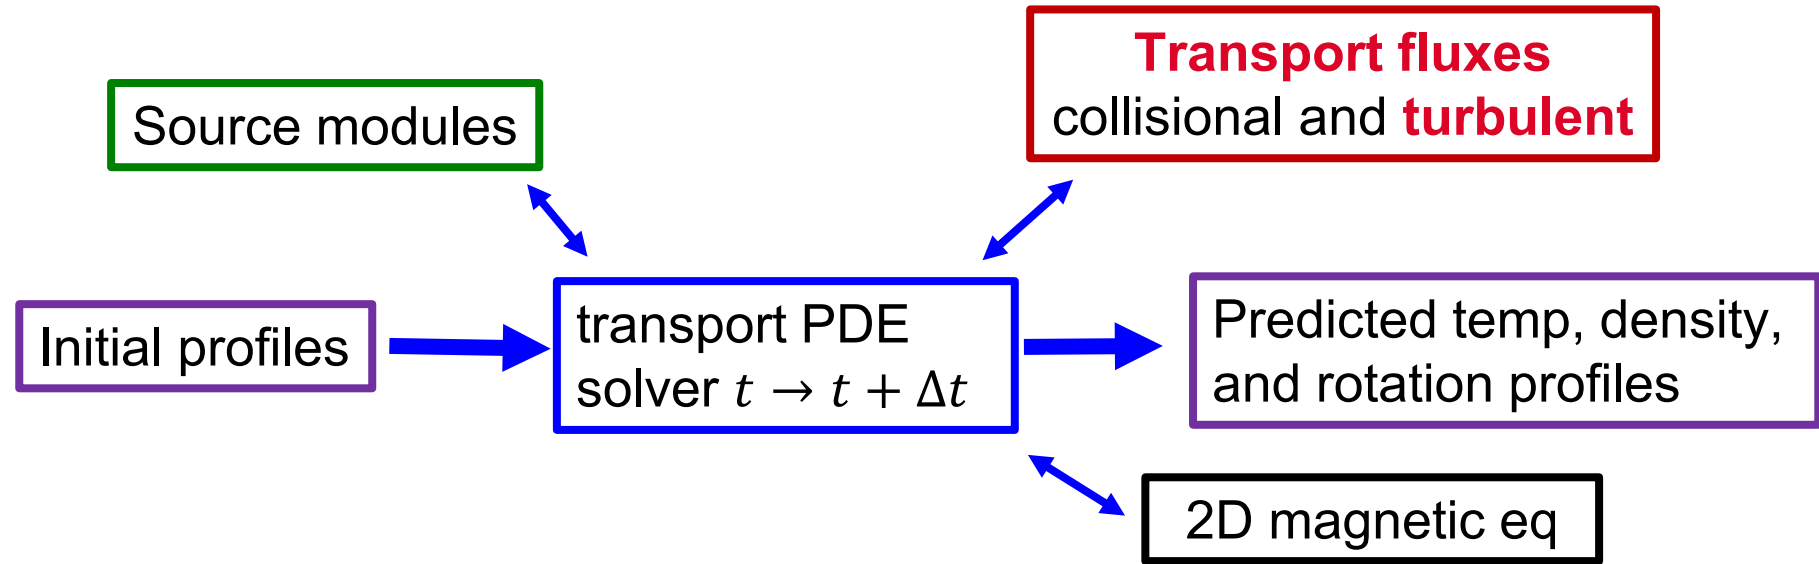 Transport fluxes
collisional and turbulent
Source modules
Initial profiles
transport PDE
solver 𝑡 → 𝑡 + Δ𝑡
Predicted temp, density,
and rotation profiles
2D magnetic eq